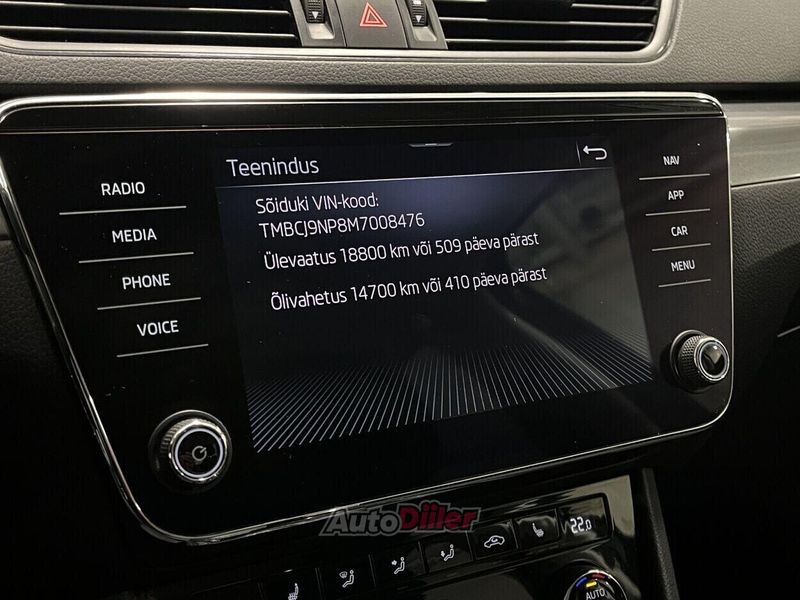 Teenindus
Sõiduki VIN-kood:
TMBCJ9NP8M7008476
Ülevaatus 18800 km või 509 päeva pärast
Õlivahetus 14700 km või 410 päeva pärast
RADIO
MEDIA
PHONE
VOICE
NAV
APP
CAR
MENU
AutoDiiler
22.0
AUTO